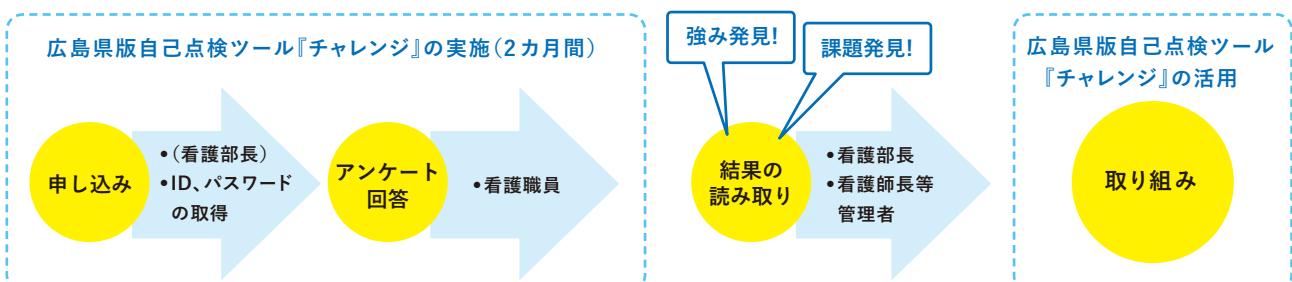 広島県版自己点検ツール『チャレンジ』の実施(2カ月間)
申し込み
•(看護部長)
•ID、パスワード
の取得
アンケート
回答
•看護職員
強み発見!
課題発見!
結果の
読み取り
•看護部長
•看護師長等
管理者
広島県版自己点検ツール
『チャレンジ』の活用
取り組み